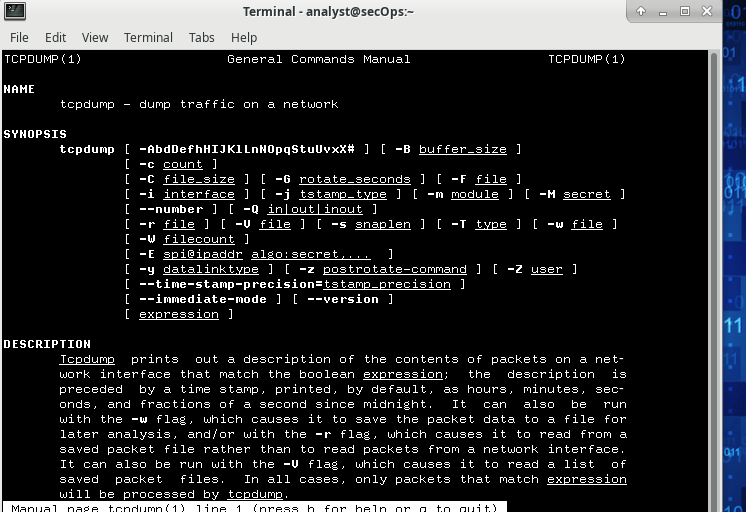 Terminal - analyst@secOps:~
File Edit View Terminal Tabs Help
TCPDUMP(1) General Commands Manual TCPDUMP(1)
NAME
tcpdump - dump traffic on a network
SYNOPSIS
tcpdump [ -AbdDefhHIJKlLnNOpqStuUvxX# ] [ -B buffer_size ]
[ -c count ]
[ -C file_size ] [ -G rotate_seconds ] [ -F file ]
[ -i interface ] [ -j tstamp_type ] [ -m module ] [ -M secret ]
[ --number ] [ -Q in|out|inout ]
[ -r file ] [ -V file ] [ -s snaplen ] [ -T type ] [ -w file ]
[ -W filecount ]
[ -E spi@ipaddr algo:secret,... ]
[ -y datalinktype ] [ -z postrotate-command ] [ -Z user ]
[ --time-stamp-precision=tstamp_precision ]
[ --immediate-mode ] [ --version ]
[ expression ]
DESCRIPTION
Tcpdump prints out a description of the contents of packets on a net-
work interface that match the boolean expression; the description is
preceded by a time stamp, printed, by default, as hours, minutes, sec-
onds, and fractions of a second since midnight. It can also be run
with the -w flag, which causes it to save the packet data to a file for
later analysis, and/or with the -r flag, which causes it to read from a
saved packet file rather than to read packets from a network interface.
It can also be run with the -V flag, which causes it to read a list of
saved packet files. In all cases, only packets that match expression
will be processed by tcpdump.
Manual page tcpdump(1) line 1 (press h for help or q to quit)